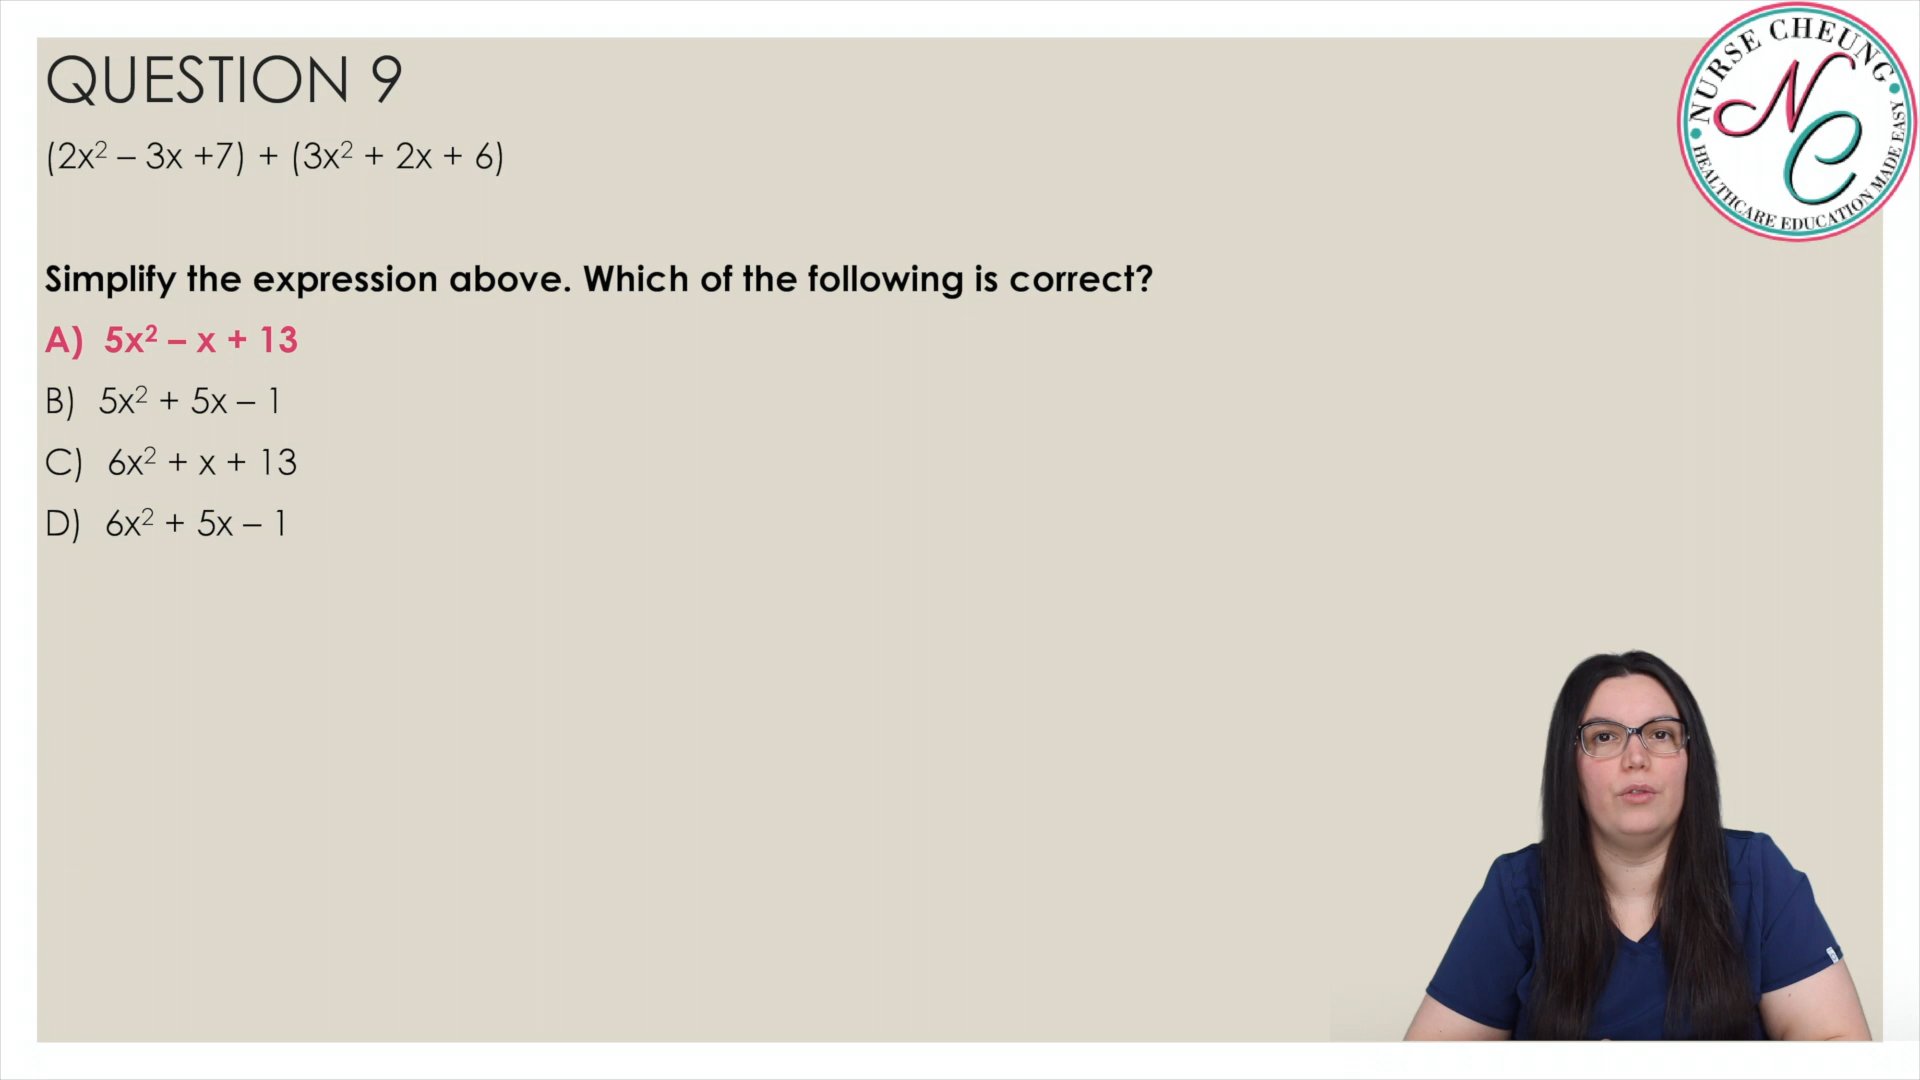 QUESTION 9
(2x² – 3x +7) + (3x² + 2x + 6)
Simplify the expression above. Which of the following is correct?
A) 5x² – x + 13
B) 5x² + 5x – 1
C) 6x² + x + 13
D) 6x² + 5x – 1
NURSE CHEUNG
NC
HEALTHCARE EDUCATION MADE EASY